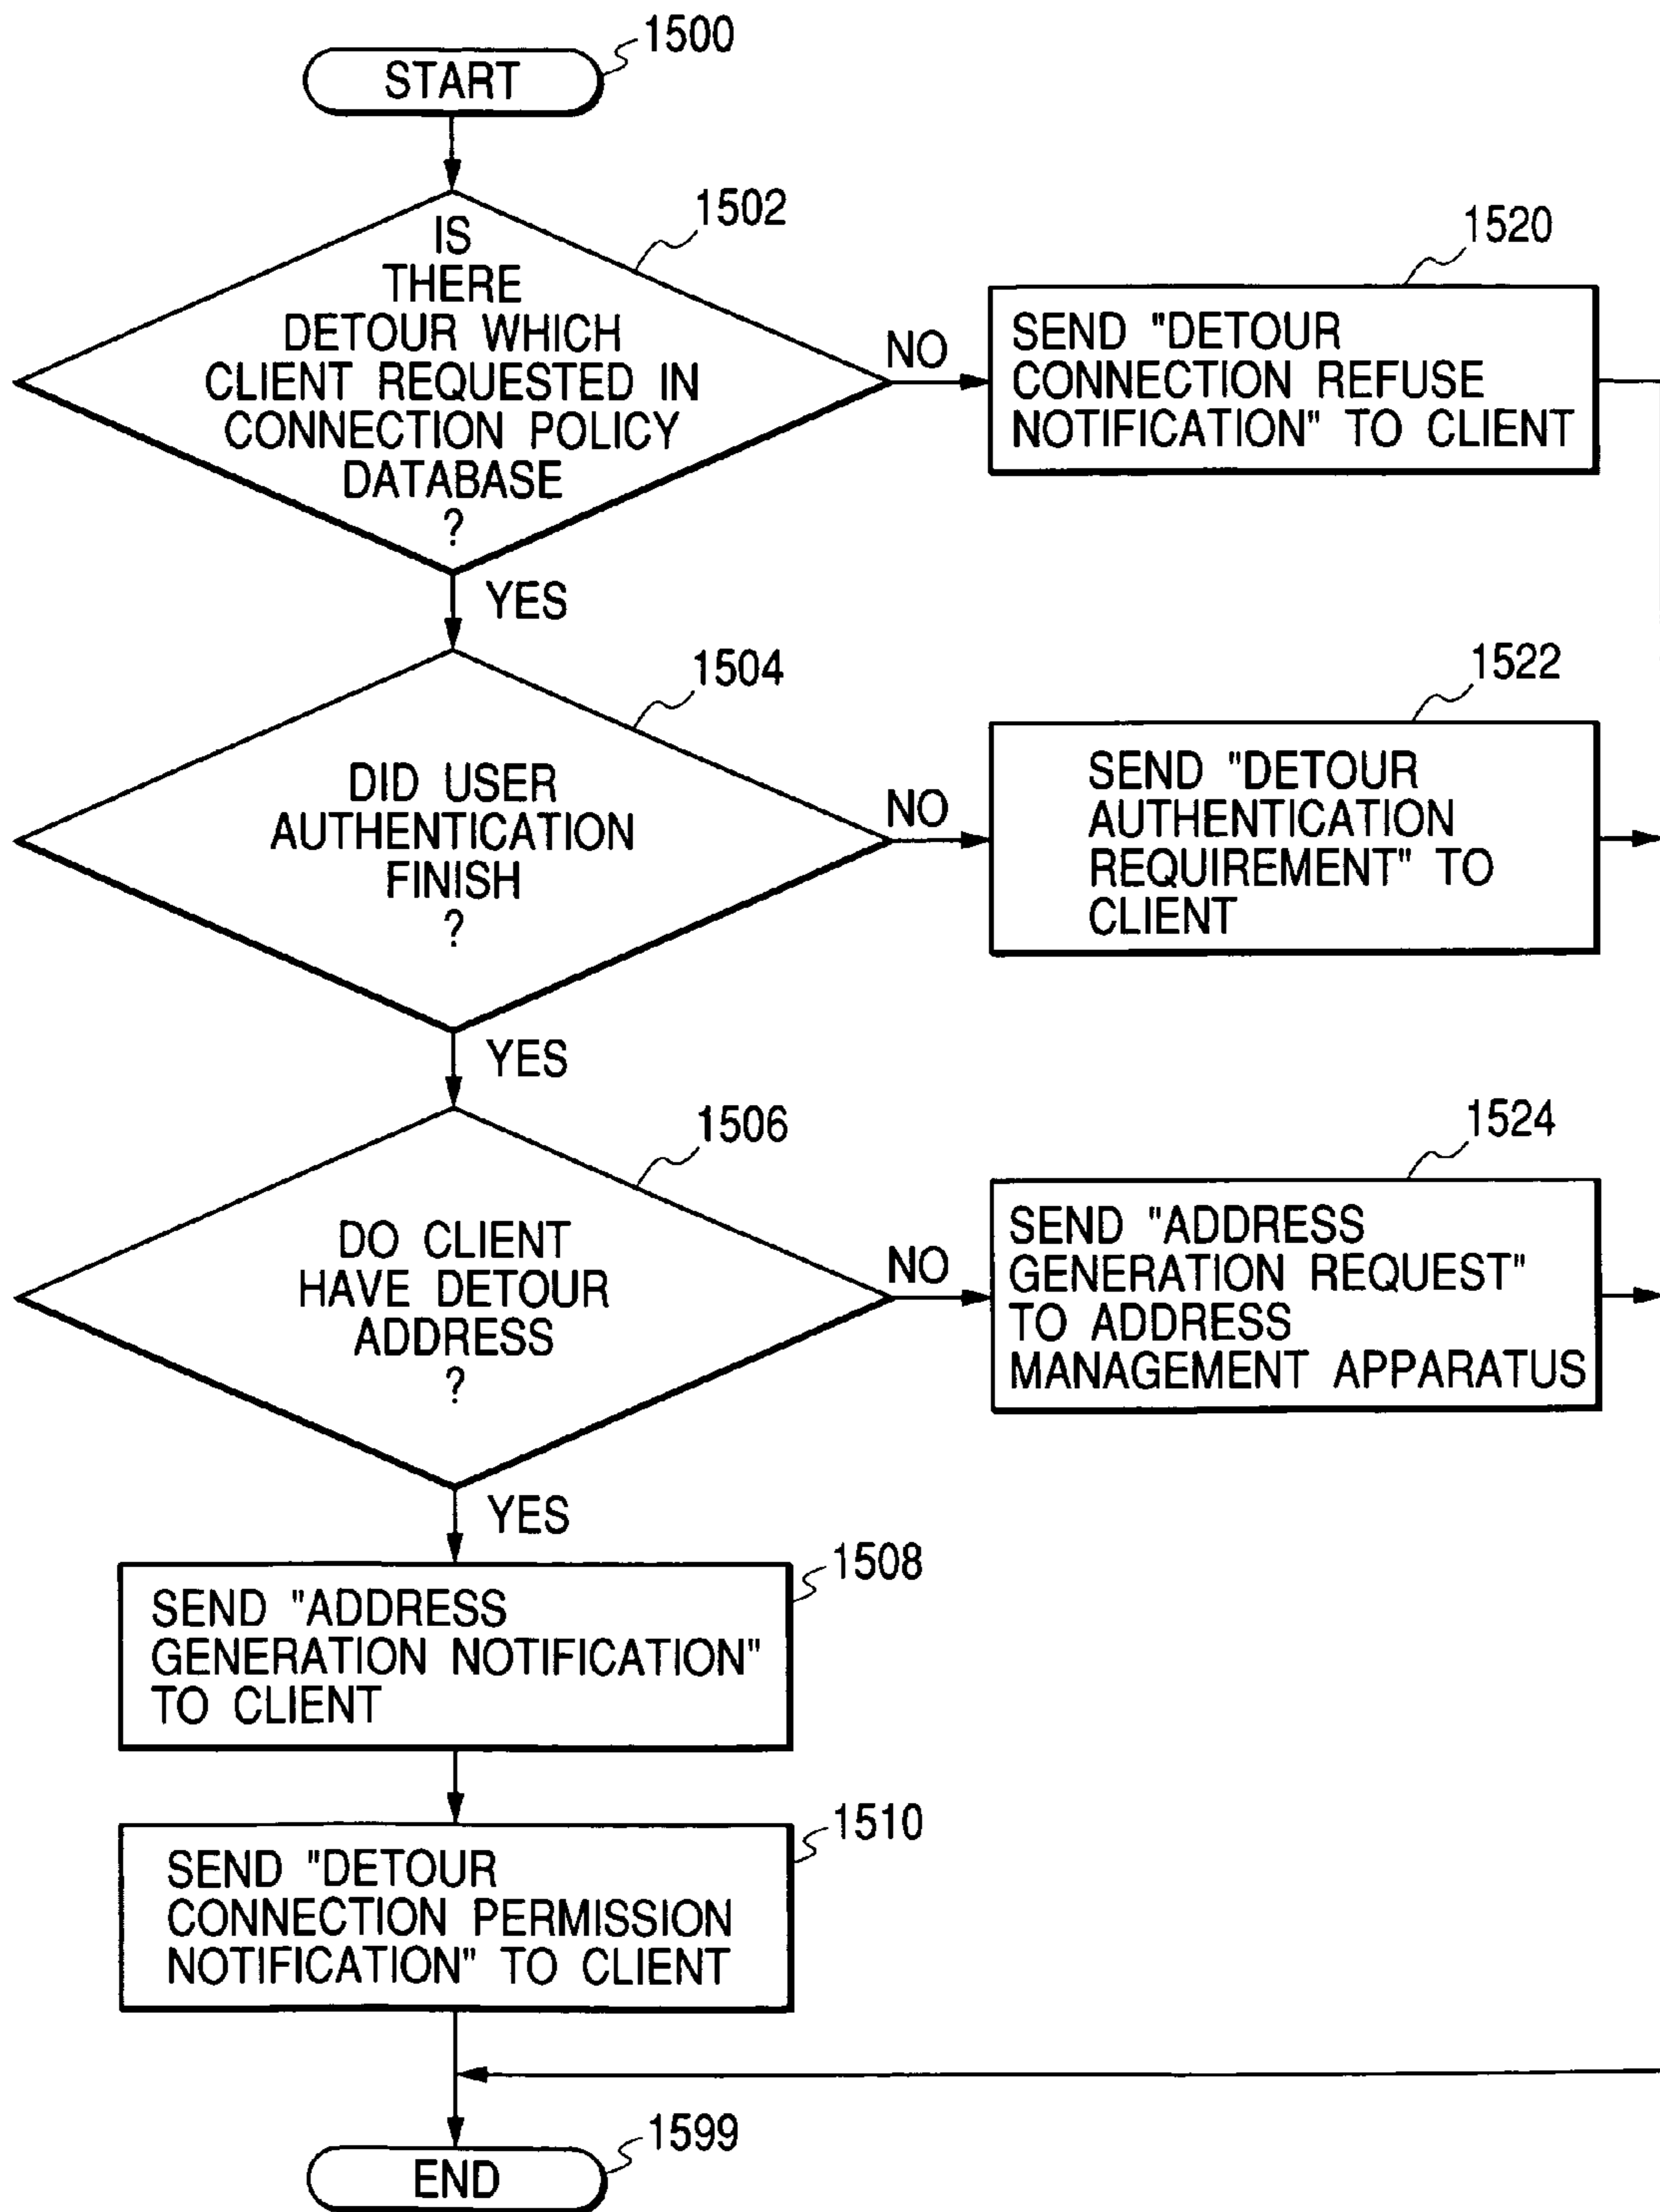 1500
START
1502
IS
THERE
DETOUR WHICH
CLIENT REQUESTED IN
CONNECTION POLICY
DATABASE
?
NO
1520
SEND "DETOUR
CONNECTION REFUSE
NOTIFICATION" TO CLIENT
YES
1504
DID USER
AUTHENTICATION
FINISH
?
NO
1522
SEND "DETOUR
AUTHENTICATION
REQUIREMENT" TO
CLIENT
YES
1506
DO CLIENT
HAVE DETOUR
ADDRESS
?
NO
1524
SEND "ADDRESS
GENERATION REQUEST"
TO ADDRESS
MANAGEMENT APPARATUS
YES
1508
SEND "ADDRESS
GENERATION NOTIFICATION"
TO CLIENT
1510
SEND "DETOUR
CONNECTION PERMISSION
NOTIFICATION" TO CLIENT
1599
END